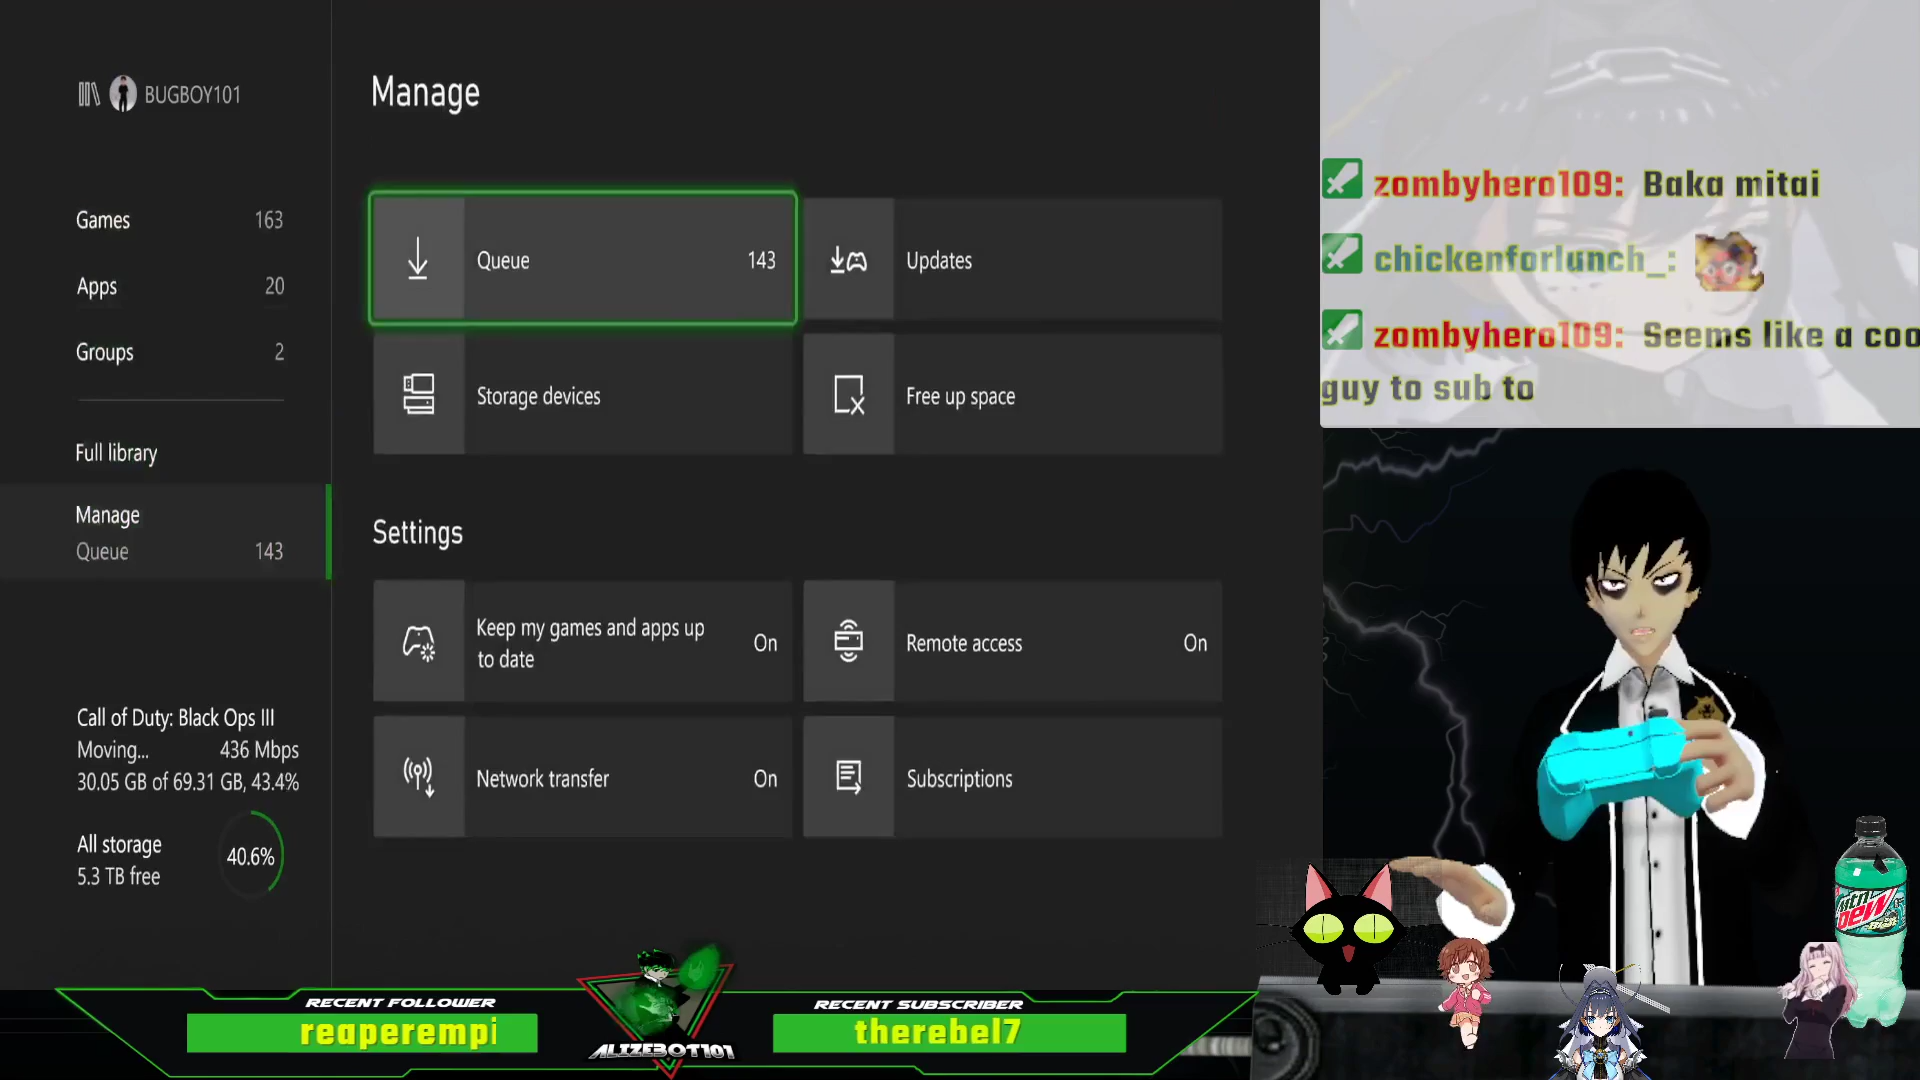 BUGBOY101
Games 163
Apps 20
Groups 2
Full library
Manage
Queue 143
Call of Duty: Black Ops III
Moving... 436 Mbps
30.05 GB of 69.31 GB, 43.4%
All storage
5.3 TB free
40.6%
Manage
Queue 143
Updates
Storage devices
Free up space
Settings
Keep my games and apps up
to date
On
Remote access On
Network transfer On
Subscriptions
zombyhero109: Baka mitai
chickenforlunch_:
zombyhero109: Seems like a coo
guy to sub to
mtn
DEW
RECENT FOLLOWER
reaperempi
ALIZEBOT101
RECENT SUBSCRIBER
therebel7